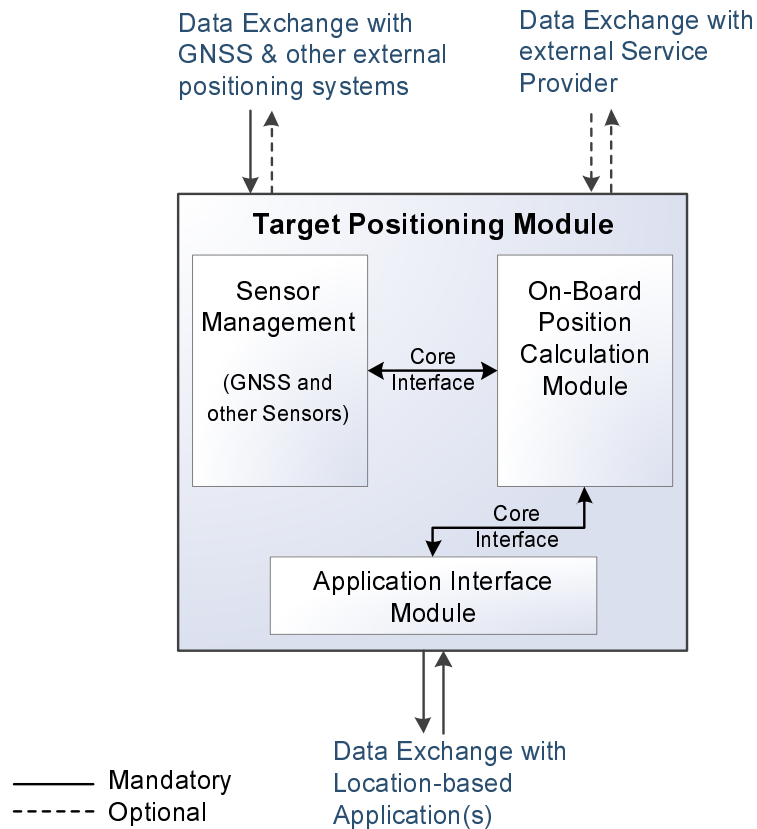 Data Exchange with
GNSS & other external
positioning systems
Data Exchange with
external Service
Provider
Target Positioning Module
Sensor
Management
(GNSS and
other Sensors)
Core
Interface
On-Board
Position
Calculation
Module
Core
Interface
Application Interface
Module
Data Exchange with
Location-based
Application(s)
Mandatory
Optional